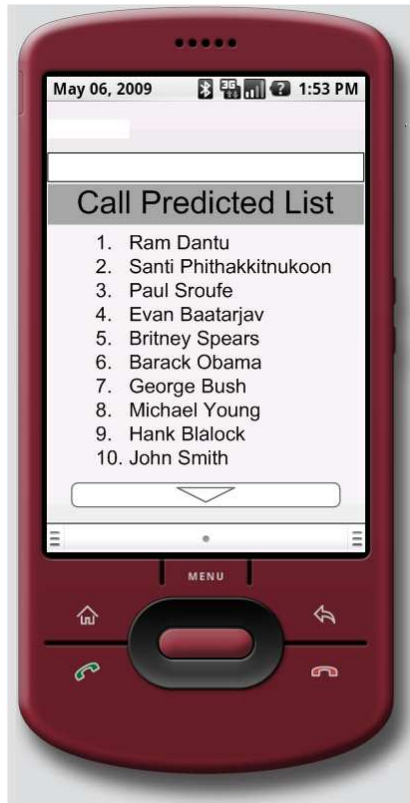 May 06, 2009 3G ? 1:53 PM
Call Predicted List
1. Ram Dantu
2. Santi Phithakkitnukoon
3. Paul Sroufe
4. Evan Baatarjav
5. Britney Spears
6. Barack Obama
7. George Bush
8. Michael Young
9. Hank Blalock
10. John Smith
MENU